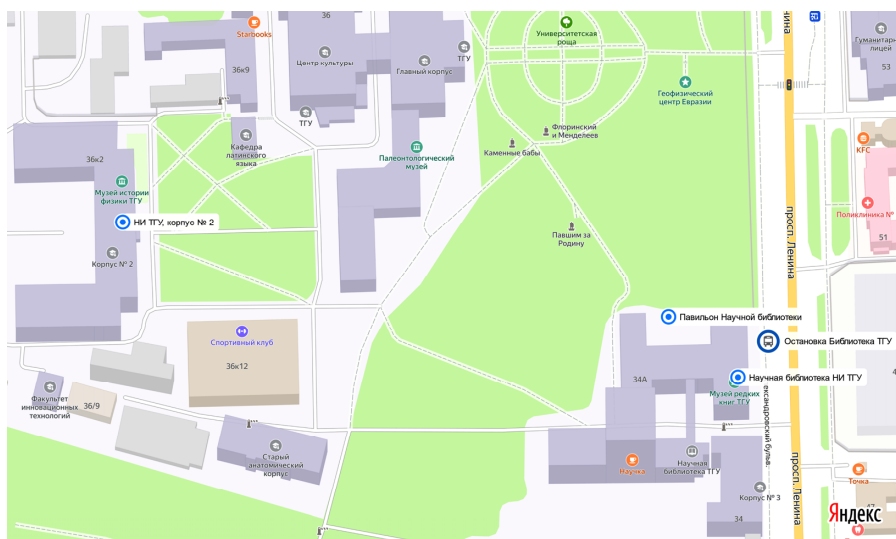 36
Starbooks
36к9
Центр культуры
ТГУ
Главный корпус
ТГУ
Университетская
роща
Геофизический
центр Евразии
Гуманитарн
лицей
53
Кафедра
латинского
языка
36к2
Музей истории
физики ТГУ
НИ ТГУ, корпус № 2
Корпус № 2
Палеонтологический
музей
Каменные бабы
Флоринский
и Менделеев
Павшим за
Родину
KFC
Поликлиника №
51
просп. Ленина
Ленина
Павильон Научной библиотеки
Остановка Библиотека ТГУ
Научная библиотека НИ ТГУ
Музей редких
книг ТГУ
34А
Спортивный клуб
36к12
Факультет
инновационных
технологий
36/9
Старый
анатомический
корпус
Наука
Научная
библиотека ТГУ
ександровский бульв.
просп. Ленина
Корпус № 3
34
Точка
47
4
Яндекс